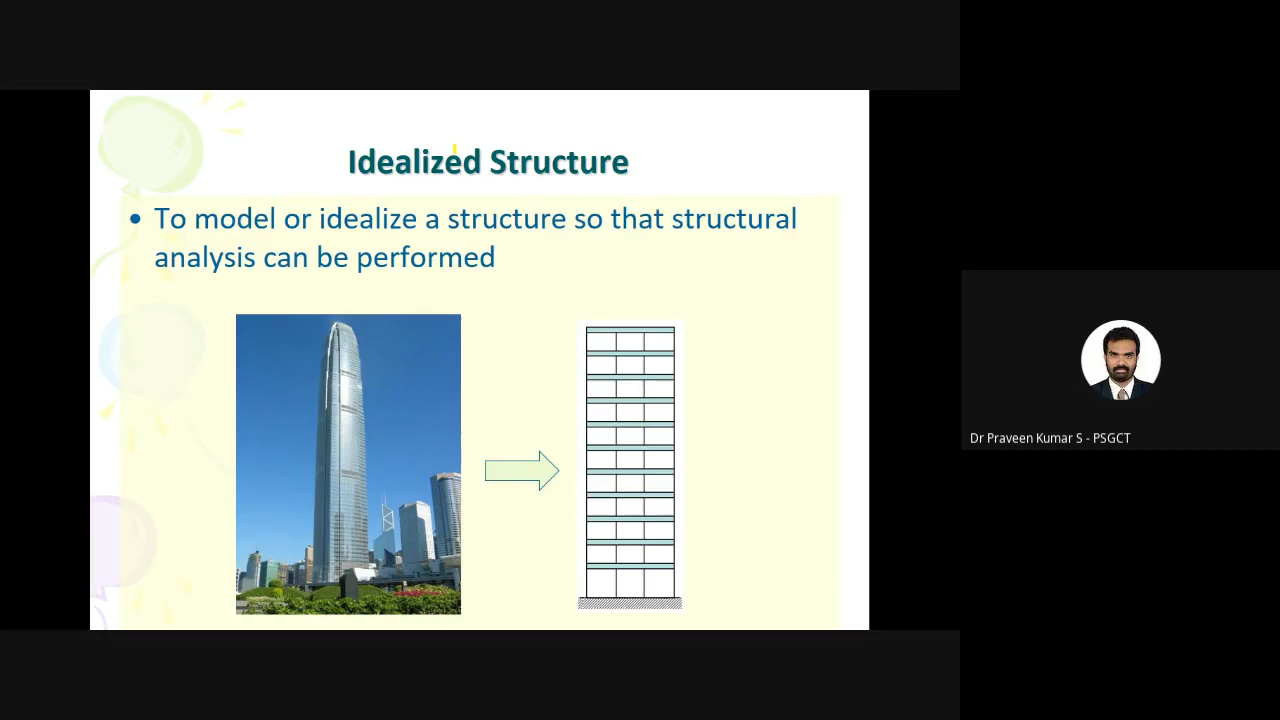 Idealized Structure
• To model or idealize a structure so that structural
analysis can be performed
Dr Praveen Kumar S - PSGCT